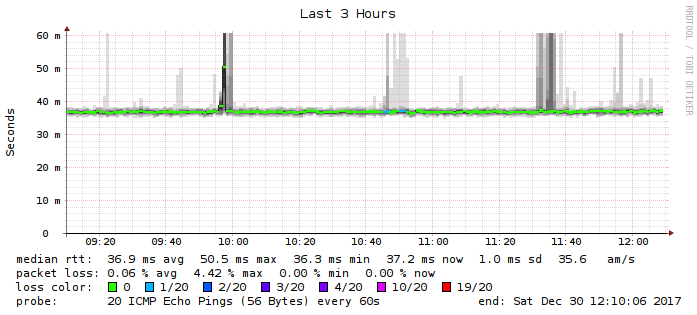 Last 3 Hours
RRDTOOL / TOBI OETIKER
Seconds
60 m
50 m
40 m
30 m
20 m
10 m
0
09:20 09:40 10:00 10:20 10:40 11:00 11:20 11:40 12:00
median rtt: 36.9 ms avg 50.5 ms max 36.3 ms min 37.2 ms now 1.0 ms sd 35.6 am/s
packet loss: 0.06 % avg 4.42 % max 0.00 % min 0.00 % now
loss color: 0 1/20 2/20 3/20 4/20 10/20 19/20
probe: 20 ICMP Echo Pings (56 Bytes) every 60s end: Sat Dec 30 12:10:06 2017